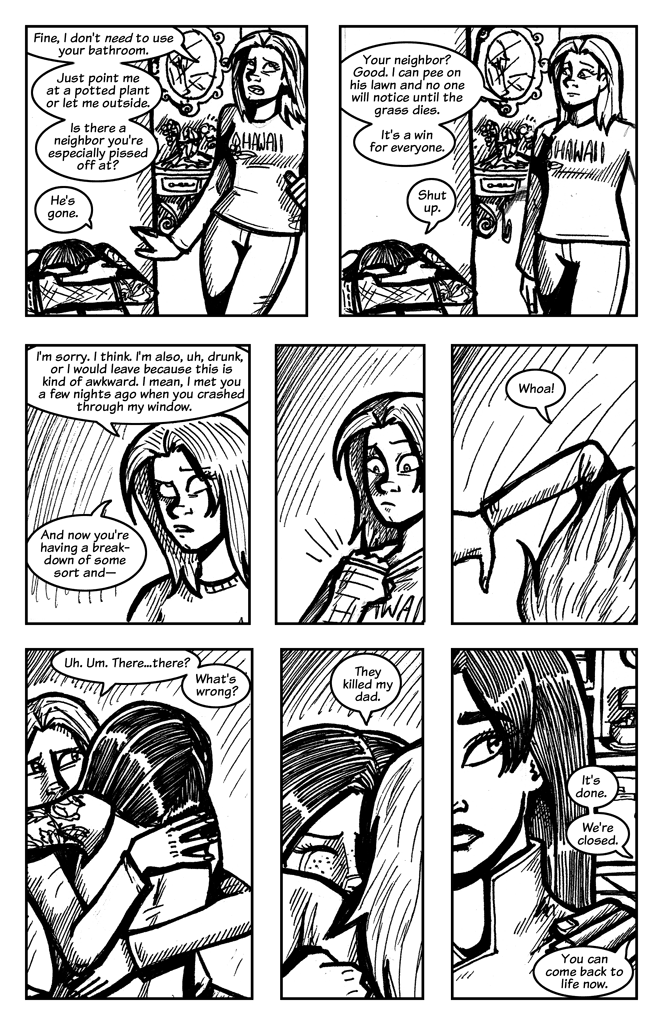 Fine, I don't need to use
your bathroom.
Just point me
at a potted plant
or let me outside.
Is there a
neighbor you're
especially pissed
off at?
He's
gone.
HAWAII
Your neighbor?
Good. I can pee on
his lawn and no one
will notice until the
grass dies.
It's a win
for everyone.
Shut
up.
HAWAII
I'm sorry. I think. I'm also, uh, drunk,
or I would leave because this is
kind of awkward. I mean, I met you
a few nights ago when you crashed
through my window.
And now you're
having a break-
down of some
sort and—
HAWAI
Whoa!
Uh. Um. There...there?
What's
wrong?
They
killed my
dad.
It's
done.
We're
closed.
You can
come back to
life now.